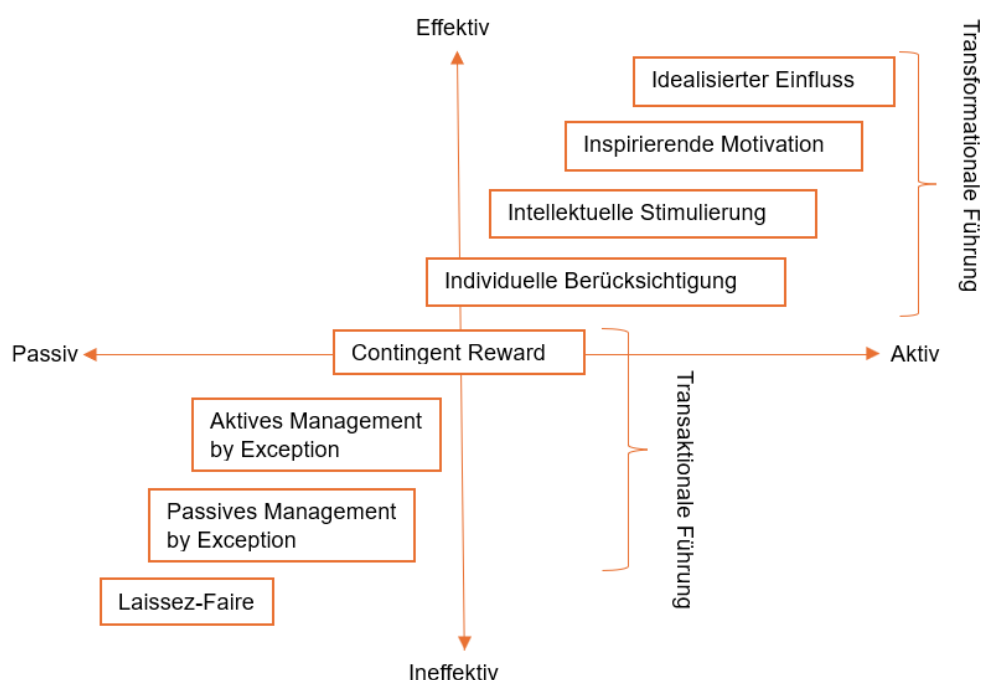 Effektiv
Idealisierter Einfluss
Inspirierende Motivation
Intellektuelle Stimulierung
Individuelle Berücksichtigung
Transformationale Führung
Passiv
Contingent Reward
Aktiv
Aktives Management
by Exception
Passives Management
by Exception
Transaktionale Führung
Laissez-Faire
Ineffektiv